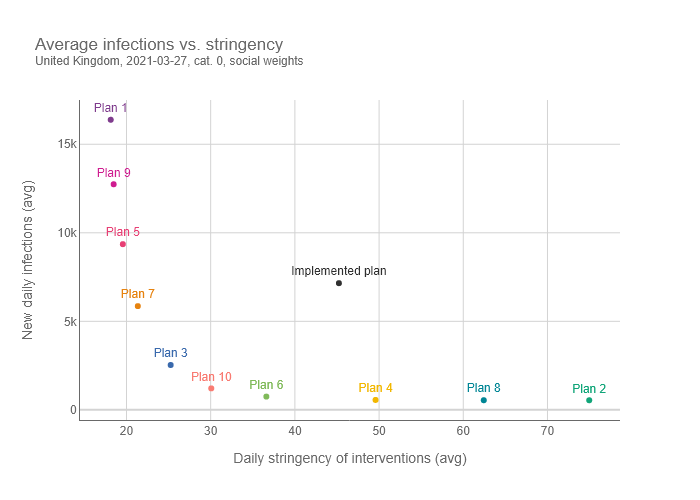 Average infections vs. stringency
United Kingdom, 2021-03-27, cat. 0, social weights
Plan 1
15k
Plan 9
Plan 5
10k
Implemented plan
Plan 7
5k
Plan 3
Plan 10
Plan 6
Plan 4
Plan 8
Plan 2
0
20 30 40 50 60 70
New daily infections (avg)
Daily stringency of interventions (avg)